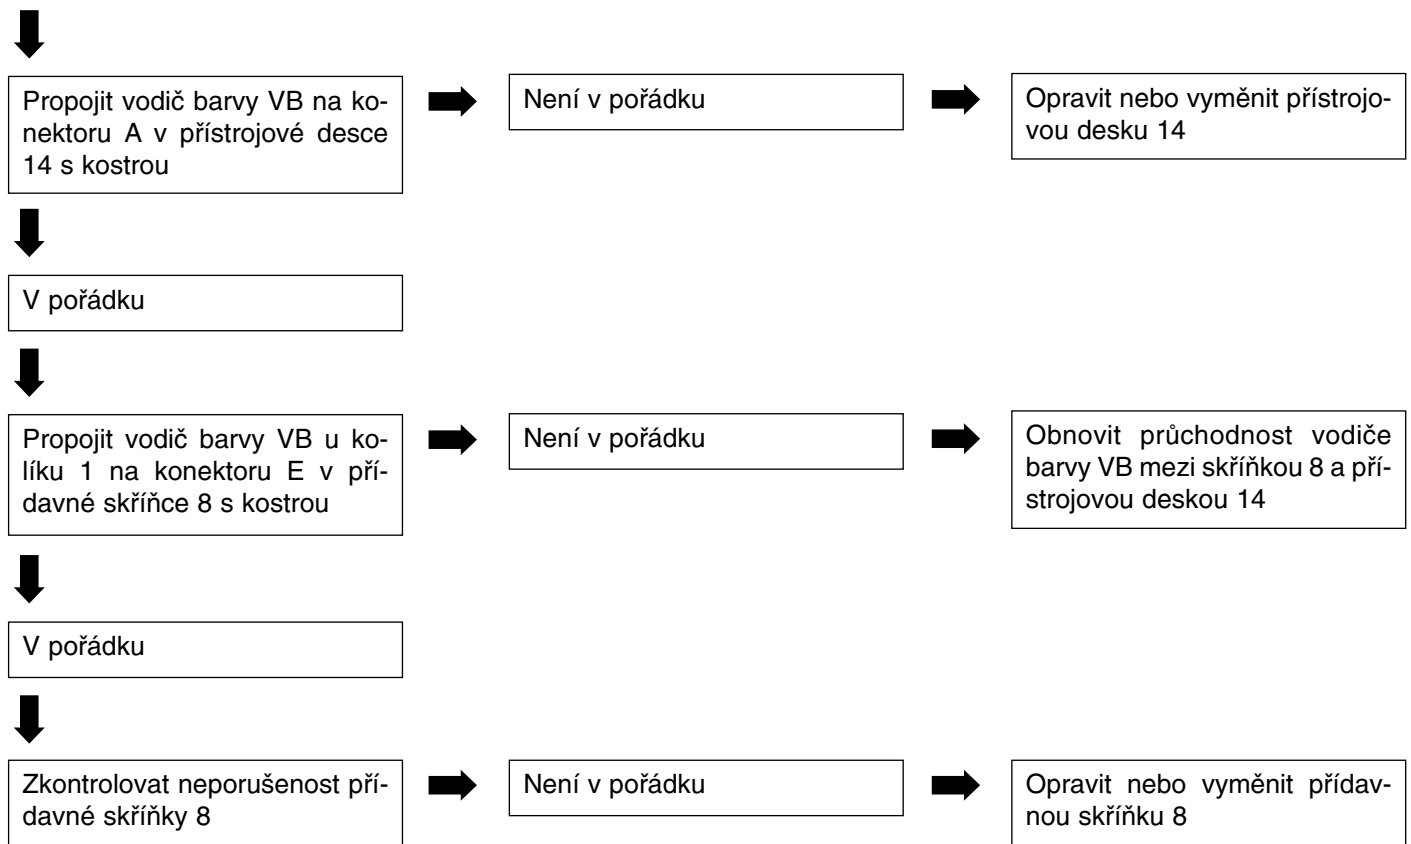 Propojit vodič barvy VB na ko-
nektoru A v přístrojové desce
14 s kostrou
Není v pořádku
Opravit nebo vyměnit přístrojo-
vou desku 14
V pořádku
Propojit vodič barvy VB u ko-
líku 1 na konektoru E v pří-
davné skříňce 8 s kostrou
Není v pořádku
Obnovit průchodnost vodiče
barvy VB mezi skříňkou 8 a pří-
strojovou deskou 14
V pořádku
Zkontrolovat neporušenost pří-
davné skříňky 8
Není v pořádku
Opravit nebo vyměnit přídav-
nou skříňku 8